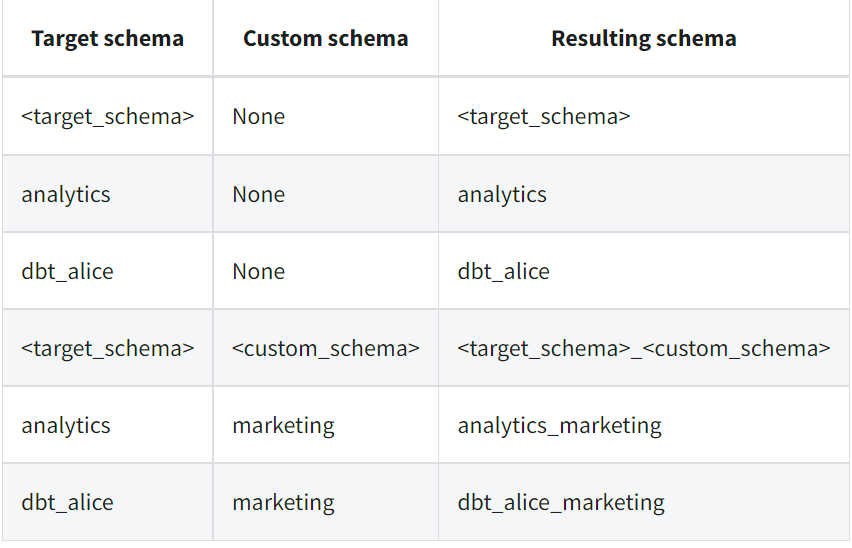 Target schema Custom schema Resulting schema
<target_schema> None <target_schema>
analytics None analytics
dbt_alice None dbt_alice
<target_schema> <custom_schema> <target_schema>_<custom_schema>
analytics marketing analytics_marketing
dbt_alice marketing dbt_alice_marketing